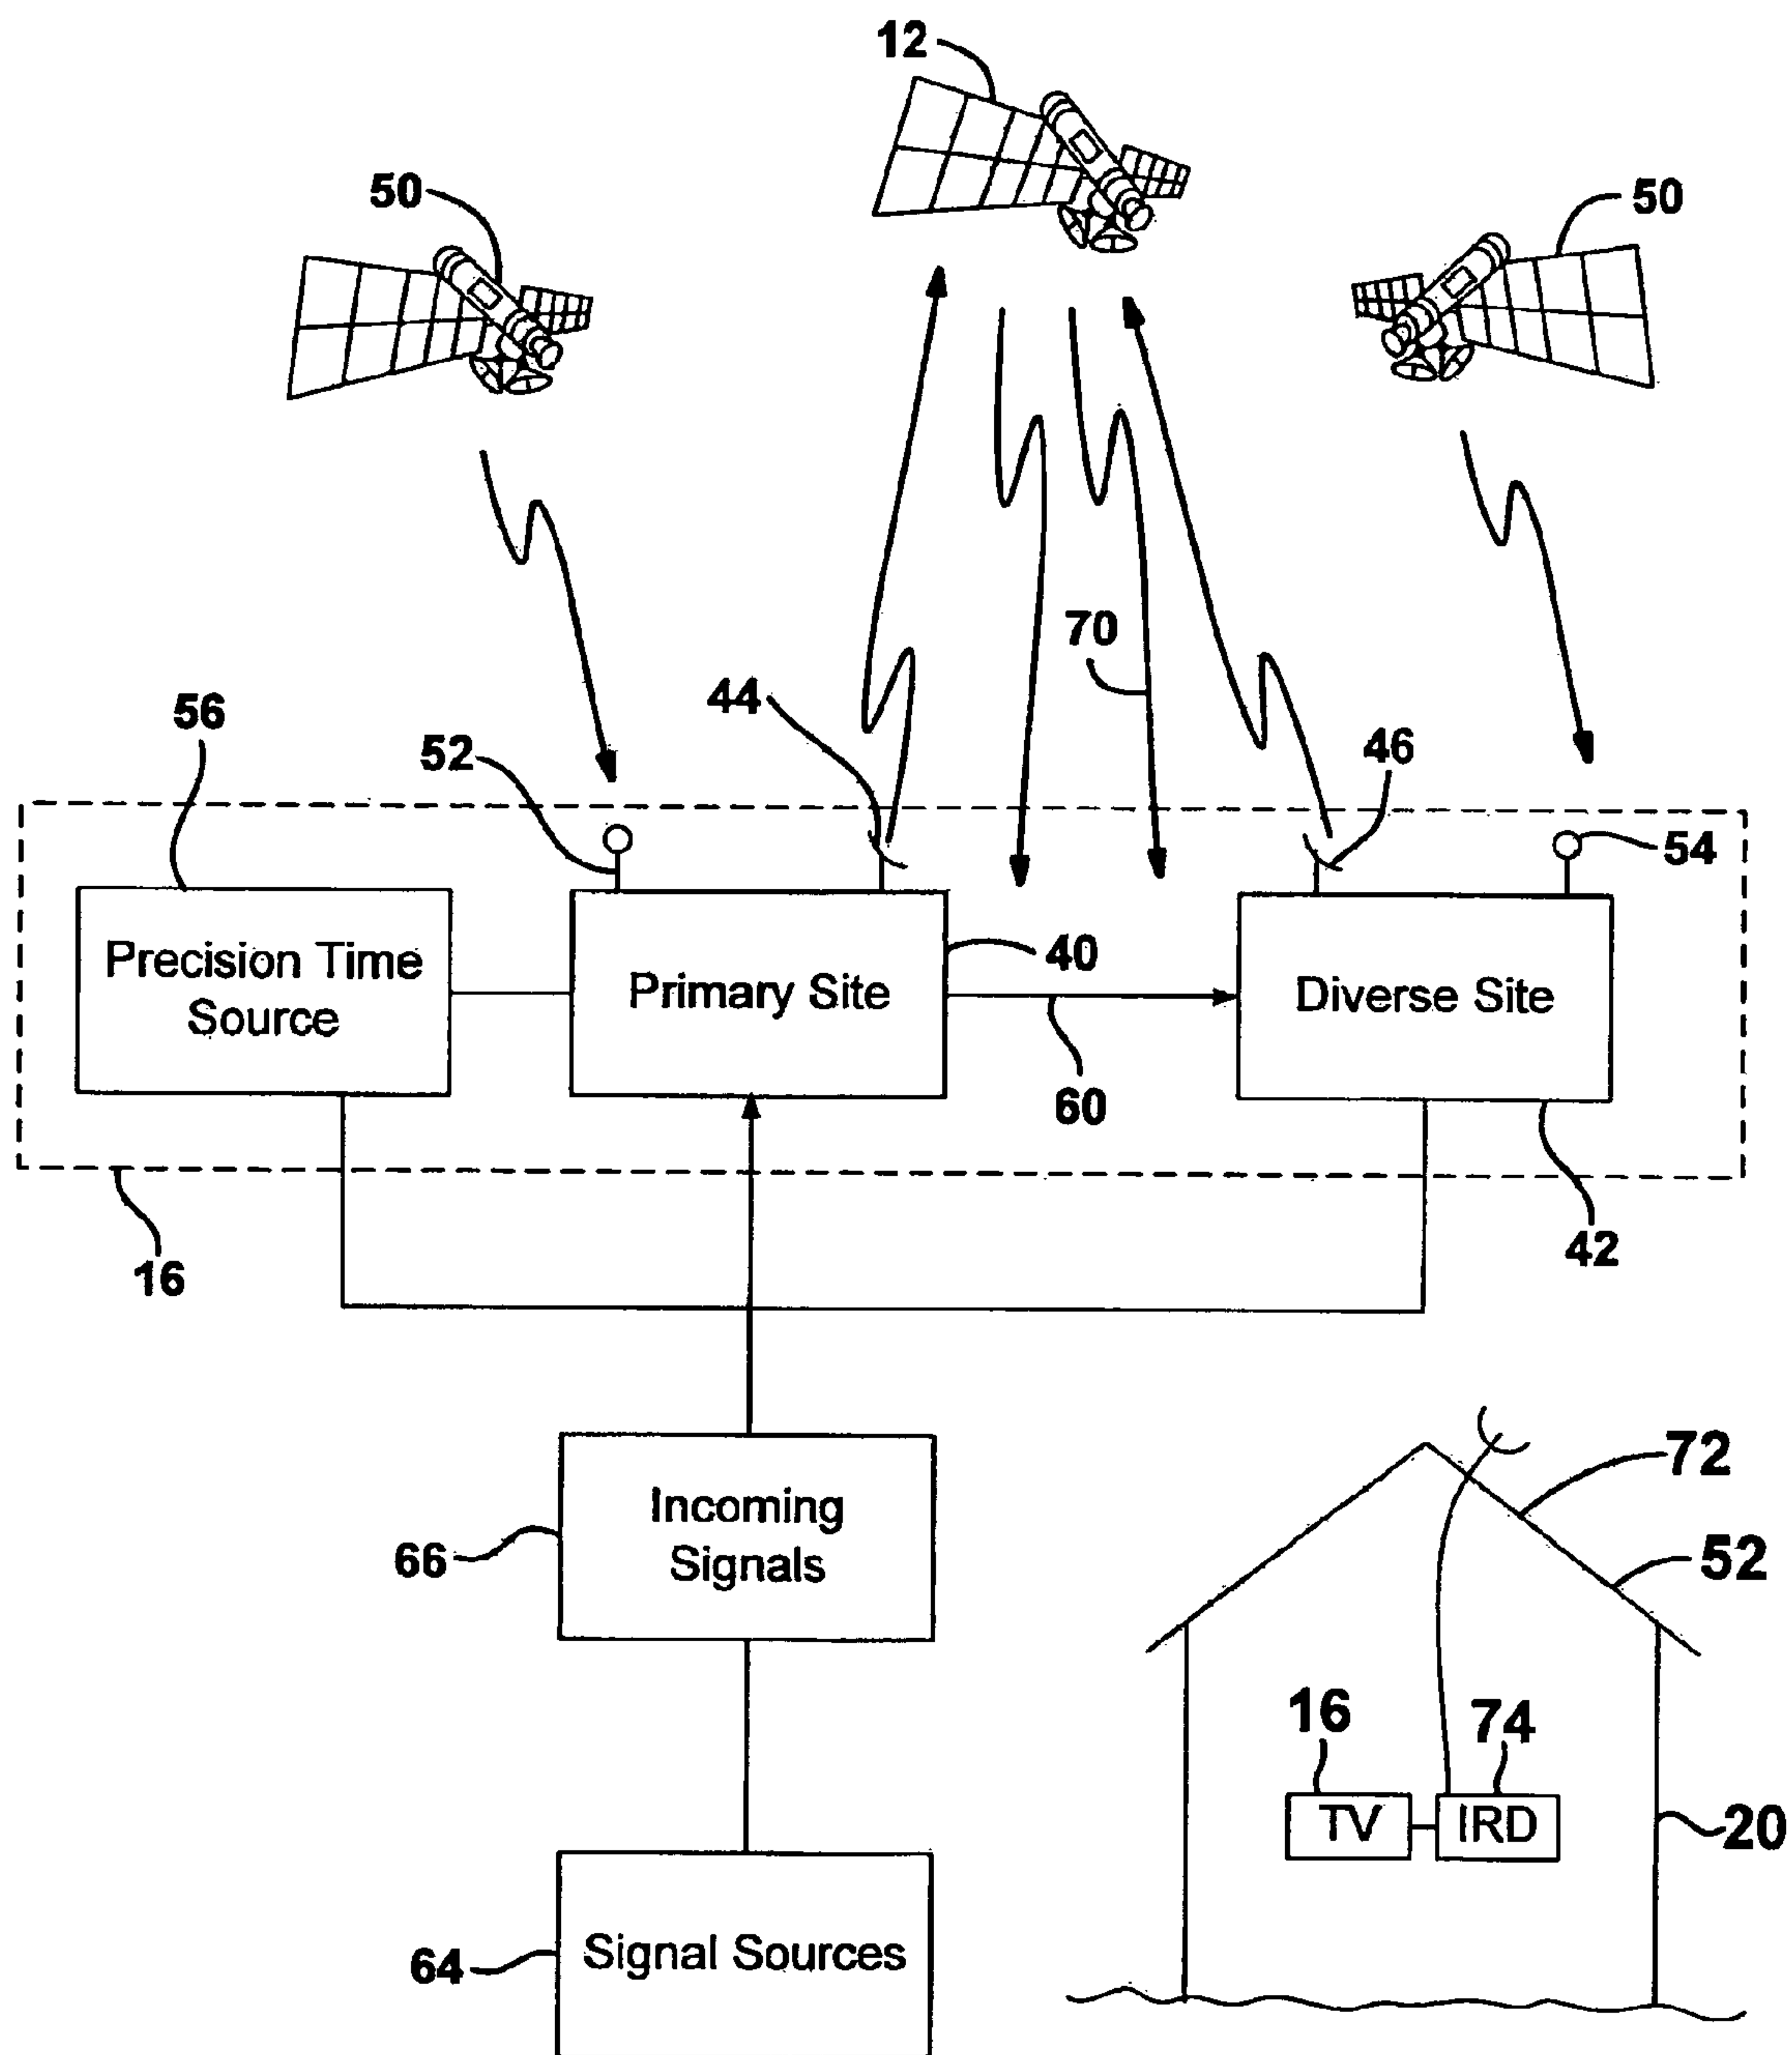 12
50
50
70
56
44
52
46
54
Precision Time
Source
Primary Site
40
Diverse Site
60
16
42
Incoming
Signals
66
72
52
16
74
TV
IRD
20
Signal Sources
64